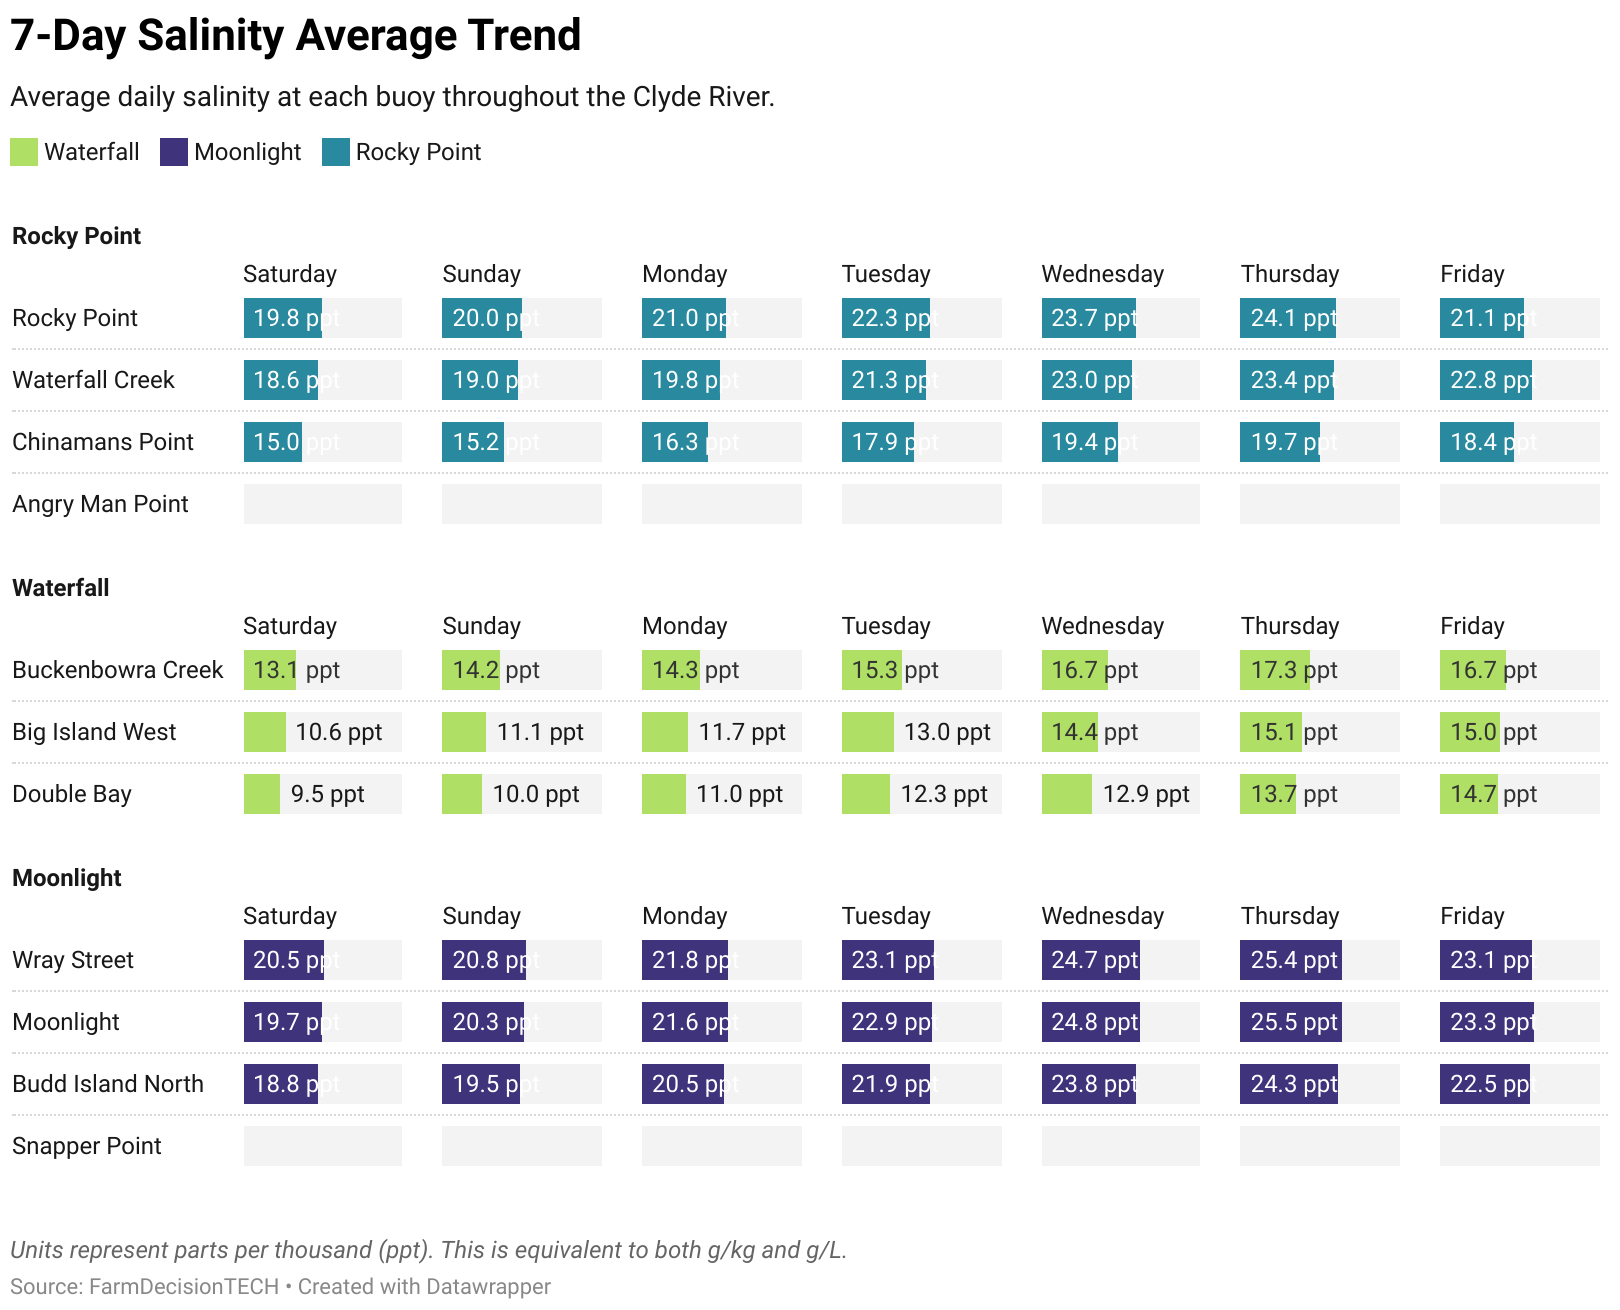 7-Day Salinity Average Trend
Average daily salinity at each buoy throughout the Clyde River.
Waterfall Moonlight Rocky Point
Rocky Point
Saturday Sunday Monday Tuesday Wednesday Thursday Friday
Rocky Point 19.8 ppt 20.0 ppt 21.0 ppt 22.3 ppt 23.7 ppt 24.1 ppt 21.1 ppt
Waterfall Creek 18.6 ppt 19.0 ppt 19.8 ppt 21.3 ppt 23.0 ppt 23.4 ppt 22.8 ppt
Chinamans Point 15.0 ppt 15.2 ppt 16.3 ppt 17.9 ppt 19.4 ppt 19.7 ppt 18.4 ppt
Angry Man Point
Waterfall
Saturday Sunday Monday Tuesday Wednesday Thursday Friday
Buckenbowra Creek 13.1 ppt 14.2 ppt 14.3 ppt 15.3 ppt 16.7 ppt 17.3 ppt 16.7 ppt
Big Island West 10.6 ppt 11.1 ppt 11.7 ppt 13.0 ppt 14.4 ppt 15.1 ppt 15.0 ppt
Double Bay 9.5 ppt 10.0 ppt 11.0 ppt 12.3 ppt 12.9 ppt 13.7 ppt 14.7 ppt
Moonlight
Saturday Sunday Monday Tuesday Wednesday Thursday Friday
Wray Street 20.5 ppt 20.8 ppt 21.8 ppt 23.1 ppt 24.7 ppt 25.4 ppt 23.1 ppt
Moonlight 19.7 ppt 20.3 ppt 21.6 ppt 22.9 ppt 24.8 ppt 25.5 ppt 23.3 ppt
Budd Island North 18.8 ppt 19.5 ppt 20.5 ppt 21.9 ppt 23.8 ppt 24.3 ppt 22.5 ppt
Snapper Point
Units represent parts per thousand (ppt). This is equivalent to both g/kg and g/L.
Source: FarmDecisionTECH • Created with Datawrapper